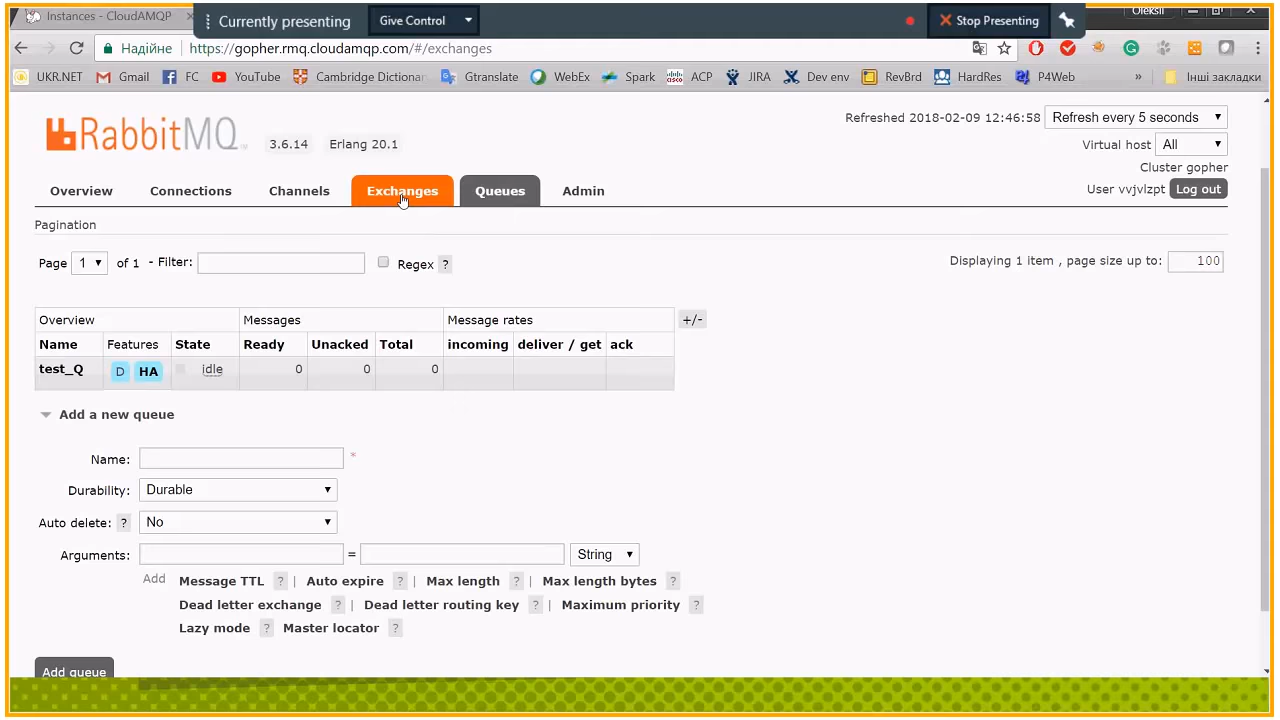 Instances - CloudAMQP
Currently presenting
Give Control
Stop Presenting
Oleksii
Надійне
https://gopher.rmq.cloudamqp.com/#/exchanges
UKR.NET
Gmail
FC
YouTube
Cambridge Dictionar
Gtranslate
WebEx
Spark
ACP
JIRA
Dev env
RevBrd
HardRes
P4Web
»
Інші закладки
RabbitMQ
3.6.14
Erlang 20.1
Refreshed 2018-02-09 12:46:58
Refresh every 5 seconds
Virtual host All
Cluster gopher
User vvjvlzpt Log out
Overview Connections Channels Exchanges Queues Admin
Pagination
Page 1 of 1 - Filter: Regex ? Displaying 1 item , page size up to: 100
Overview Messages Message rates +/-
Name Features State Ready Unacked Total incoming deliver / get ack
test_Q D HA idle 0 0 0
Add a new queue
Name: *
Durability: Durable
Auto delete: ? No
Arguments: = String
Add Message TTL ? | Auto expire ? | Max length ? | Max length bytes ?
Dead letter exchange ? | Dead letter routing key ? | Maximum priority ?
Lazy mode ? Master locator ?
Add queue